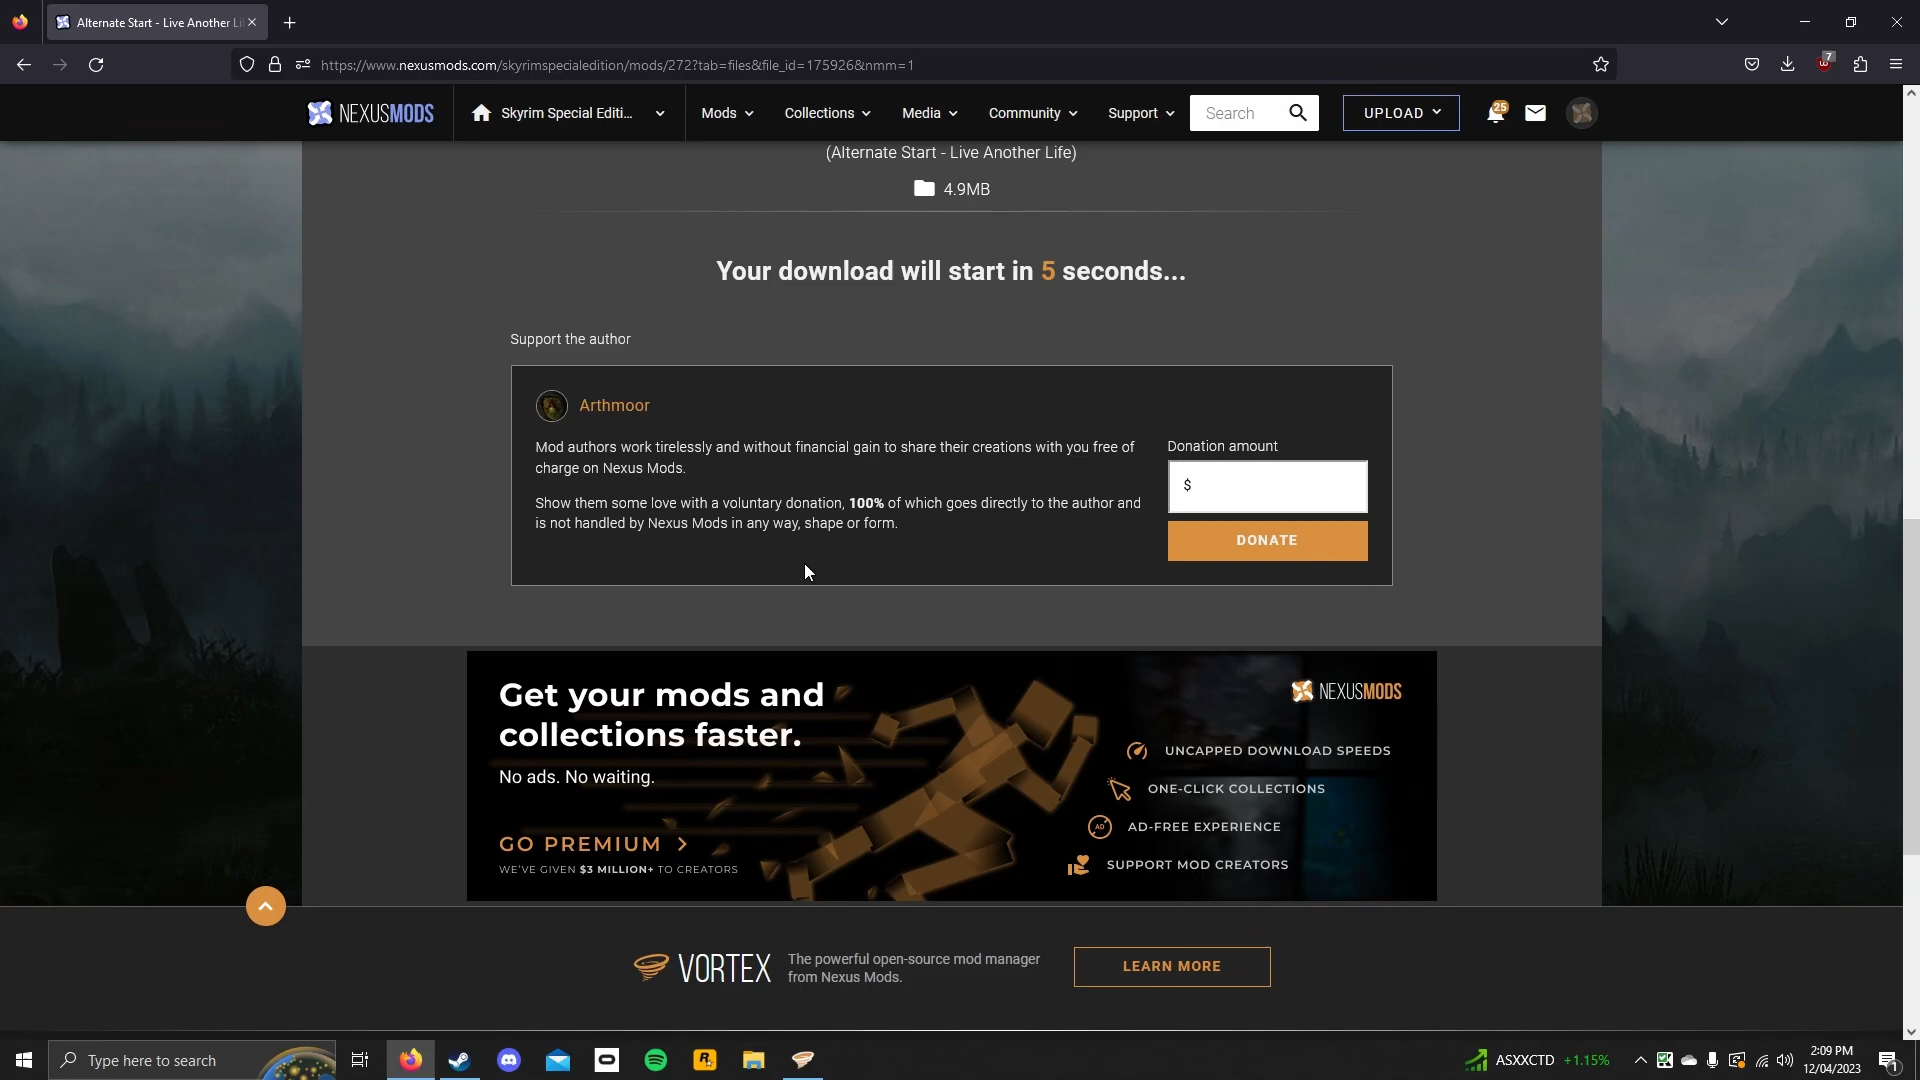 Alternate Start - Live Another Li
https://www.nexusmods.com/skyrimspecialedition/mods/272?tab=files&file_id=175926&nmm=1
7
NEXUSMODS
Skyrim Special Editi...
Mods
Collections
Media
Community
Support
Search
UPLOAD
25
(Alternate Start - Live Another Life)
4.9MB
Your download will start in 5 seconds...
Support the author
Arthmoor
Mod authors work tirelessly and without financial gain to share their creations with you free of
charge on Nexus Mods.
Show them some love with a voluntary donation, 100% of which goes directly to the author and
is not handled by Nexus Mods in any way, shape or form.
Donation amount
$
DONATE
Get your mods and
collections faster.
No ads. No waiting.
GO PREMIUM
WE'VE GIVEN $3 MILLION+ TO CREATORS
NEXUSMODS
UNCAPPED DOWNLOAD SPEEDS
ONE-CLICK COLLECTIONS
AD
AD-FREE EXPERIENCE
SUPPORT MOD CREATORS
VORTEX
The powerful open-source mod manager
from Nexus Mods.
LEARN MORE
Type here to search
ASXXCTD +1.15%
2:09 PM
12/04/2023
1